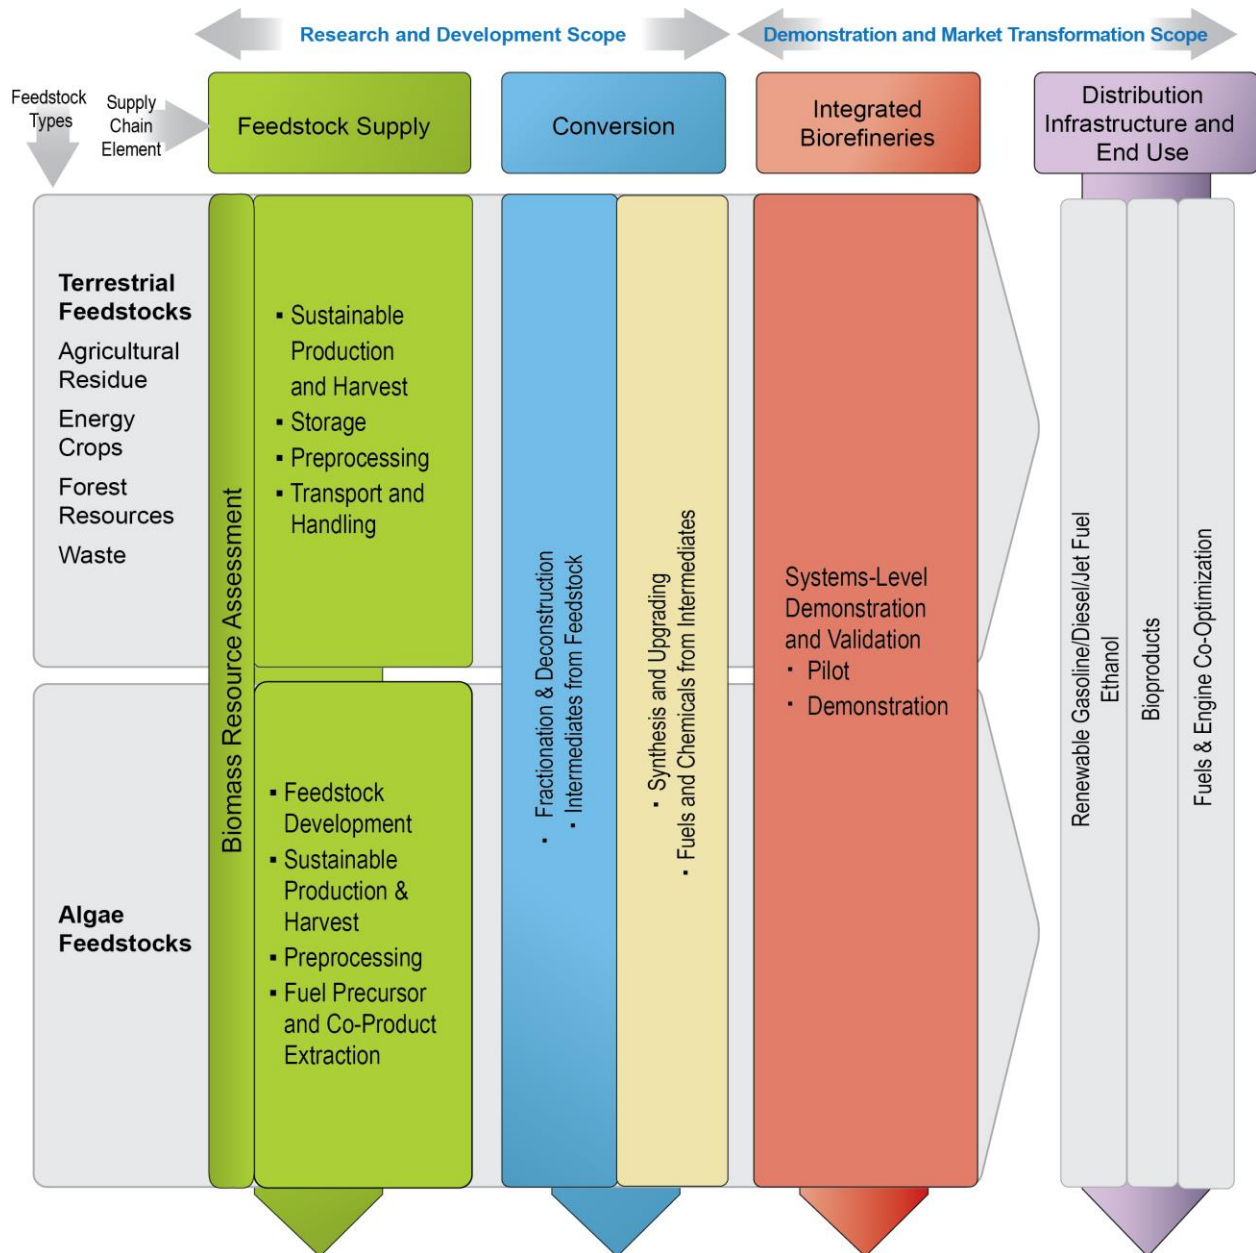 Research and Development Scope
Demonstration and Market Transformation Scope
Feedstock
Types
Supply
Chain
Element
Feedstock Supply
Conversion
Integrated
Biorefineries
Distribution
Infrastructure and
End Use
Terrestrial
Feedstocks
Agricultural
Residue
Energy
Crops
Forest
Resources
Waste
Algae
Feedstocks
Biomass Resource Assessment
▪ Sustainable
Production
and Harvest
▪ Storage
▪ Preprocessing
▪ Transport and
Handling
▪ Feedstock
Development
▪ Sustainable
Production &
Harvest
▪ Preprocessing
▪ Fuel Precursor
and Co-Product
Extraction
▪ Fractionation & Deconstruction
▪ Intermediates from Feedstock
▪ Synthesis and Upgrading
▪ Fuels and Chemicals from Intermediates
Systems-Level
Demonstration
and Validation
▪ Pilot
▪ Demonstration
Renewable Gasoline/Diesel/Jet Fuel
Ethanol
Bioproducts
Fuels & Engine Co-Optimization